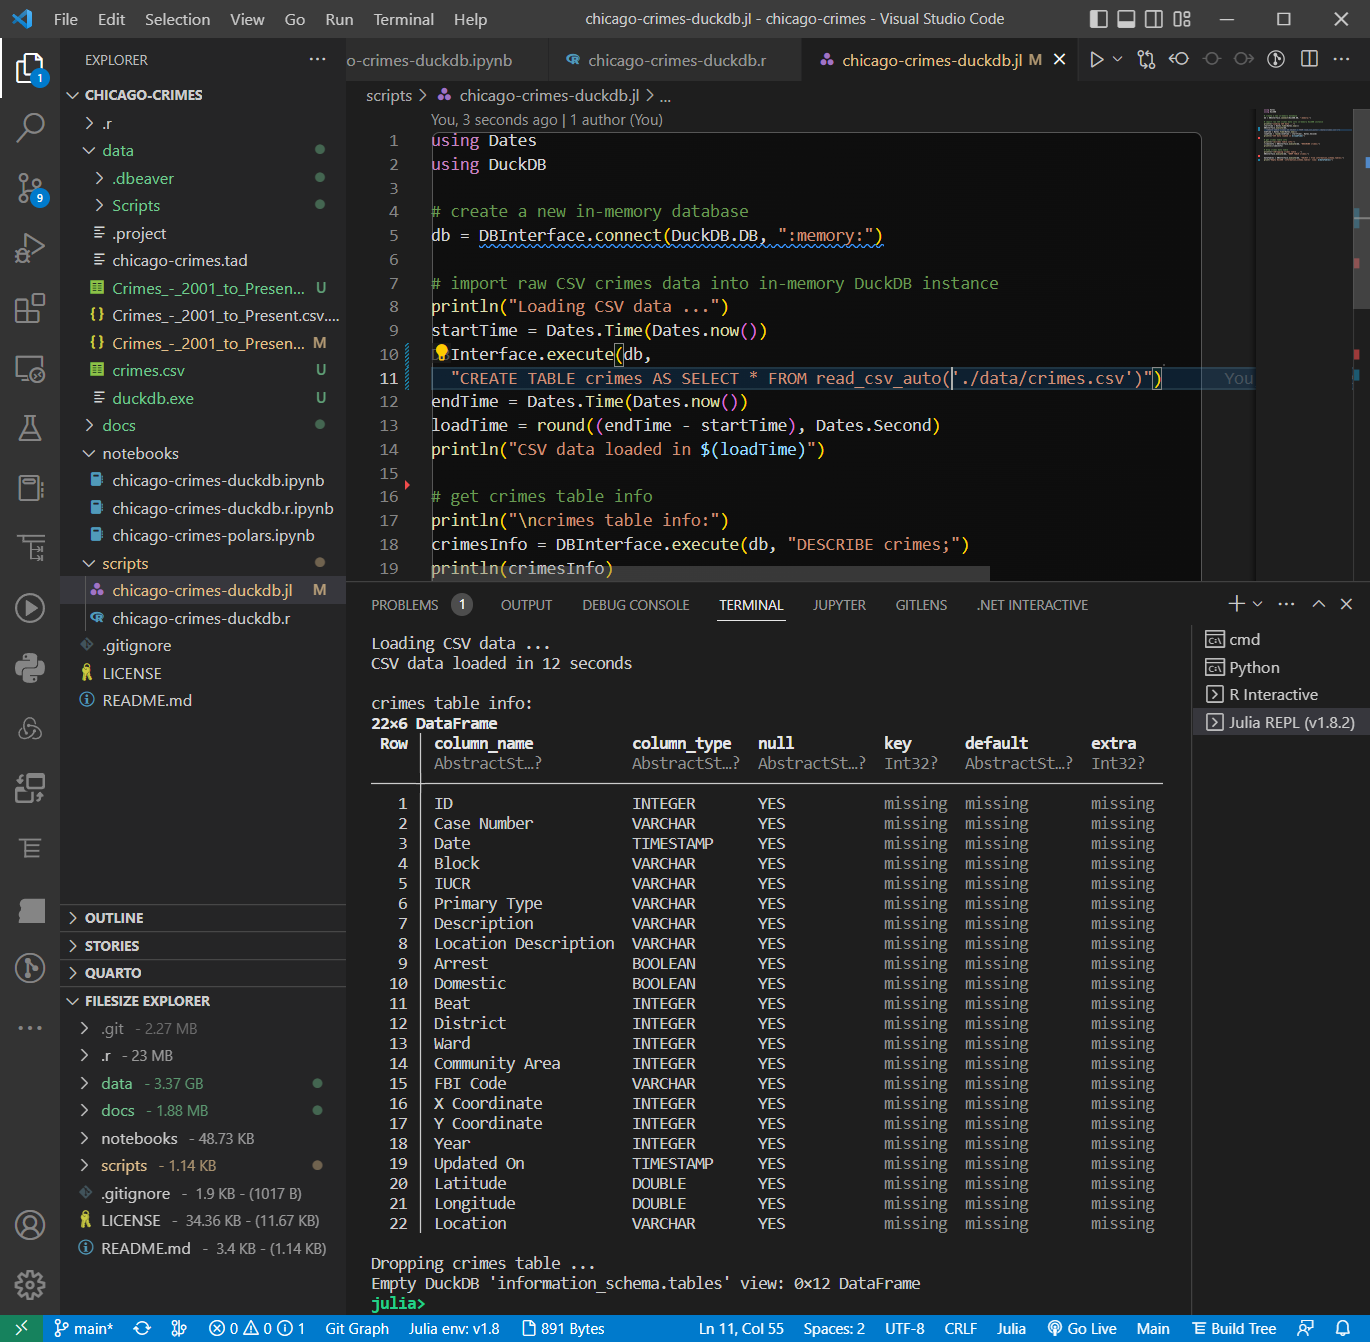 File Edit Selection View Go Run Terminal Help chicago-crimes-duckdb.jl - chicago-crimes - Visual Studio Code
EXPLORER
1
9
CHICAGO-CRIMES
.r
data
.dbeaver
Scripts
.project
chicago-crimes.tad
Crimes_-_2001_to_Presen... U
Crimes_-_2001_to_Present.csv....
Crimes_-_2001_to_Presen... M
crimes.csv U
duckdb.exe U
docs
notebooks
chicago-crimes-duckdb.ipynb
chicago-crimes-duckdb.r.ipynb
chicago-crimes-polars.ipynb
scripts
chicago-crimes-duckdb.jl M
chicago-crimes-duckdb.r
.gitignore
LICENSE
README.md
OUTLINE
STORIES
QUARTO
FILESIZE EXPLORER
.git - 2.27 MB
.r - 23 MB
data - 3.37 GB
docs - 1.88 MB
notebooks - 48.73 KB
scripts - 1.14 KB
.gitignore - 1.9 KB - (1017 B)
LICENSE - 34.36 KB - (11.67 KB)
README.md - 3.4 KB - (1.14 KB)
o-crimes-duckdb.ipynb chicago-crimes-duckdb.r chicago-crimes-duckdb.jl M
scripts > chicago-crimes-duckdb.jl > ...
You, 3 seconds ago | 1 author (You)
1 using Dates
2 using DuckDB
3
4 # create a new in-memory database
5 db = DBInterface.connect(DuckDB.DB, ":memory:")
6
7 # import raw CSV crimes data into in-memory DuckDB instance
8 println("Loading CSV data ...")
9 startTime = Dates.Time(Dates.now())
10 DBInterface.execute(db,
11 "CREATE TABLE crimes AS SELECT * FROM read_csv_auto('./data/crimes.csv')") You
12 endTime = Dates.Time(Dates.now())
13 loadTime = round((endTime - startTime), Dates.Second)
14 println("CSV data loaded in $(loadTime)")
15
16 # get crimes table info
17 println("\ncrimes table info:")
18 crimesInfo = DBInterface.execute(db, "DESCRIBE crimes;")
19 println(crimesInfo)
PROBLEMS 1 OUTPUT DEBUG CONSOLE TERMINAL JUPYTER GITLENS .NET INTERACTIVE
cmd
Python
R Interactive
Julia REPL (v1.8.2)
Loading CSV data ...
CSV data loaded in 12 seconds
crimes table info:
22×6 DataFrame
Row column_name column_type null key default extra
AbstractSt…? AbstractSt…? AbstractSt…? Int32? AbstractSt…? Int32?
1 ID INTEGER YES missing missing missing
2 Case Number VARCHAR YES missing missing missing
3 Date TIMESTAMP YES missing missing missing
4 Block VARCHAR YES missing missing missing
5 IUCR VARCHAR YES missing missing missing
6 Primary Type VARCHAR YES missing missing missing
7 Description VARCHAR YES missing missing missing
8 Location Description VARCHAR YES missing missing missing
9 Arrest BOOLEAN YES missing missing missing
10 Domestic BOOLEAN YES missing missing missing
11 Beat INTEGER YES missing missing missing
12 District INTEGER YES missing missing missing
13 Ward INTEGER YES missing missing missing
14 Community Area INTEGER YES missing missing missing
15 FBI Code VARCHAR YES missing missing missing
16 X Coordinate INTEGER YES missing missing missing
17 Y Coordinate INTEGER YES missing missing missing
18 Year INTEGER YES missing missing missing
19 Updated On TIMESTAMP YES missing missing missing
20 Latitude DOUBLE YES missing missing missing
21 Longitude DOUBLE YES missing missing missing
22 Location VARCHAR YES missing missing missing
Dropping crimes table ...
Empty DuckDB 'information_schema.tables' view: 0×12 DataFrame
julia>
main* 0 0 1 Git Graph Julia env: v1.8 891 Bytes Ln 11, Col 55 Spaces: 2 UTF-8 CRLF Julia Go Live Main Build Tree